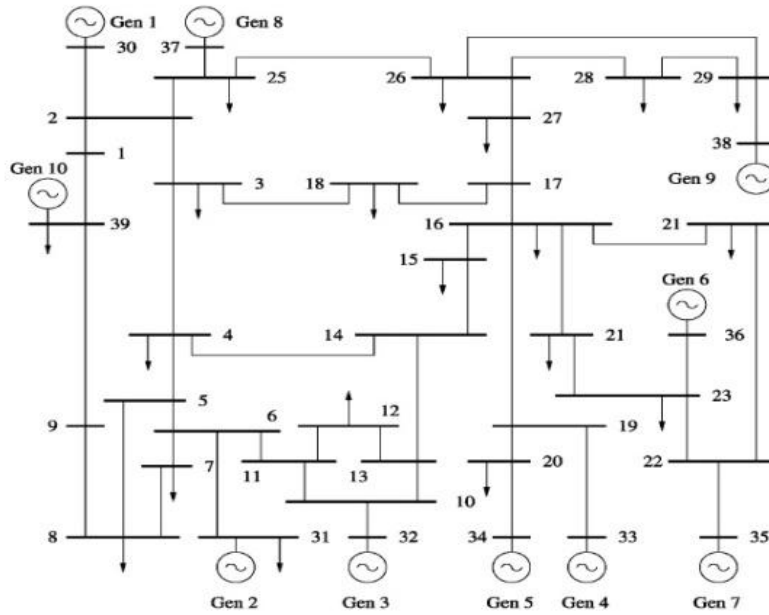 Gen 1 Gen 8
30 37
25 26 28 29
2 27
1 38
Gen 10 Gen 9
3 18 17
39 16 21
15 Gen 6
4 14 21 36
5 23
9 6 12 19
7 11 13 20 22
10
8 31 32 34 33 35
Gen 2 Gen 3 Gen 5 Gen 4 Gen 7